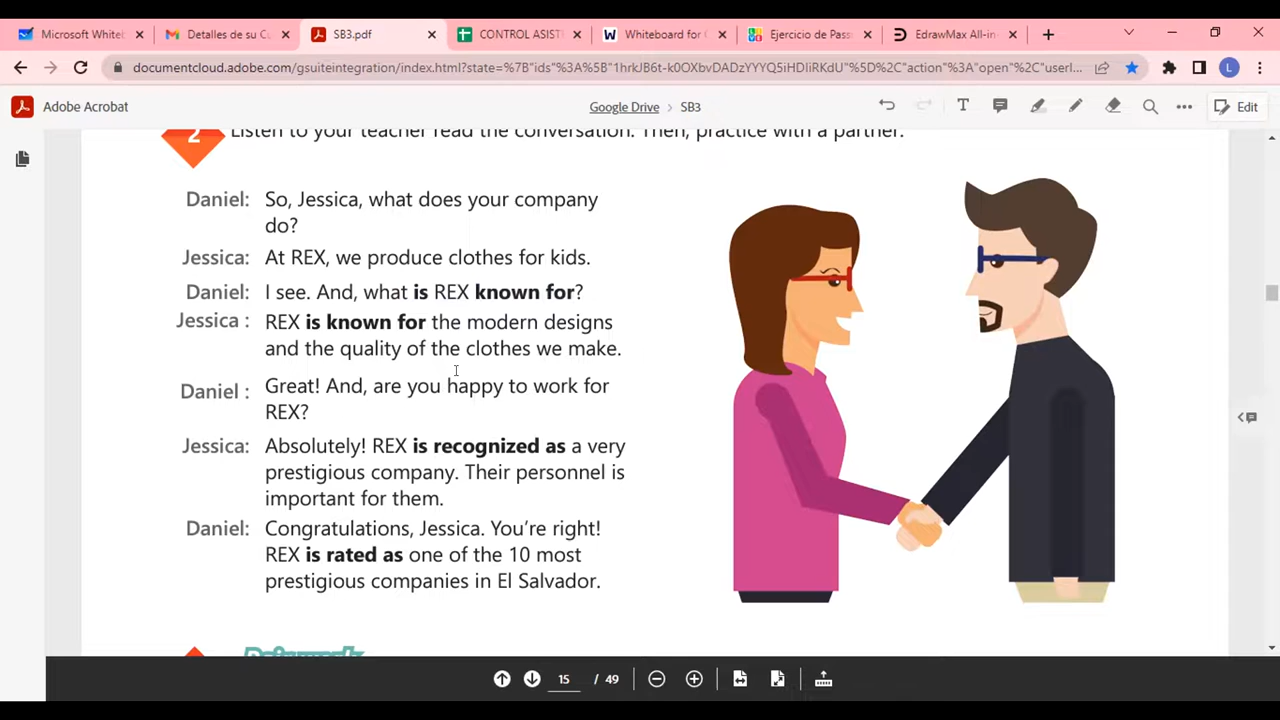 Microsoft Whiteb
Detalles de su Cu
SB3.pdf
CONTROL ASIST
Whiteboard for G
Ejercicio de Pass
EdrawMax All-in-
documentcloud.adobe.com/gsuiteintegration/index.html?state=%7B"ids"%3A%5B"1hrkJB6t-k0OXbvDADzYYYQ5iHDIiRKdU"%5D%2C"action"%3A"open"%2C"userI...
L
Adobe Acrobat
Google Drive > SB3
Edit
2 Listen to your teacher read the conversation. Then, practice with a partner.
Daniel: So, Jessica, what does your company
do?
Jessica: At REX, we produce clothes for kids.
Daniel: I see. And, what is REX known for?
Jessica : REX is known for the modern designs
and the quality of the clothes we make.
Daniel : Great! And, are you happy to work for
REX?
Jessica: Absolutely! REX is recognized as a very
prestigious company. Their personnel is
important for them.
Daniel: Congratulations, Jessica. You're right!
REX is rated as one of the 10 most
prestigious companies in El Salvador.
Pairwork
15 / 49